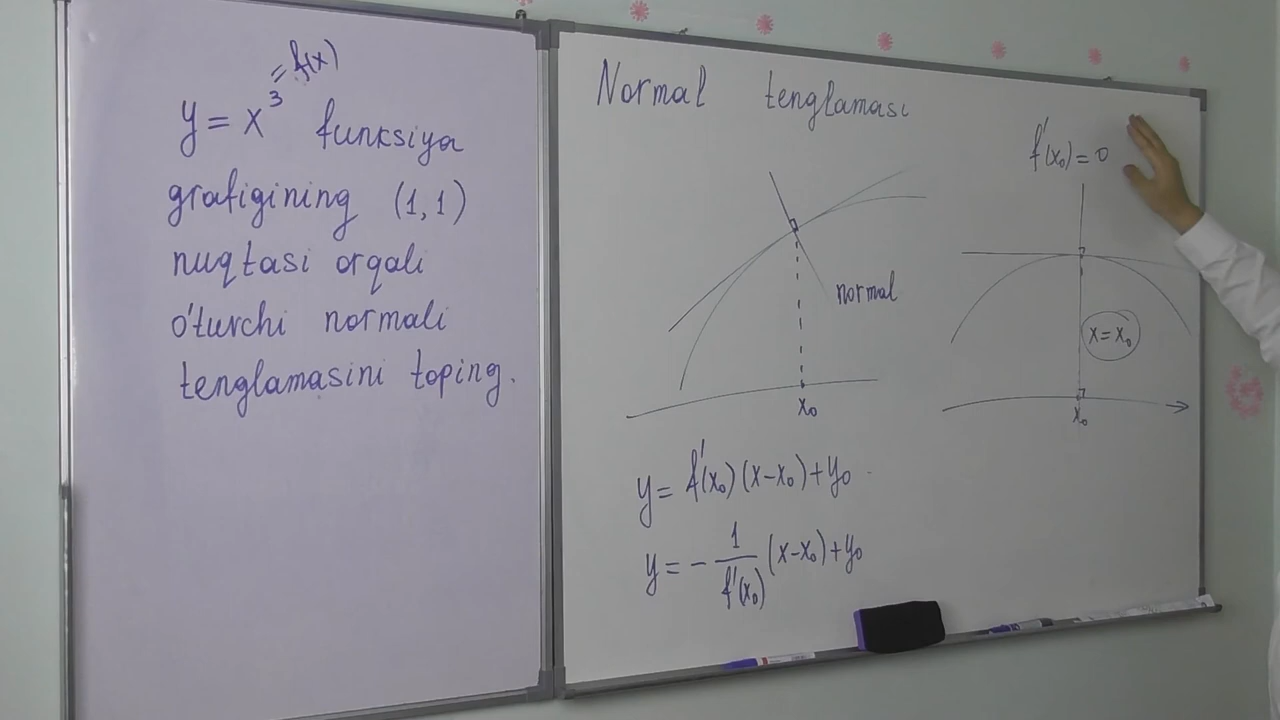 = f(x)
y = x³ funksiya
grafigining (1,1)
nuqtasi orqali
o'tuvchi normali
tenglamasini toping.
Normal tenglamasi
normal
x₀
f'(x₀) = 0
x = x₀
x₀
y = f'(x₀)(x-x₀)+y₀
y = - 1/f'(x₀) (x-x₀)+y₀